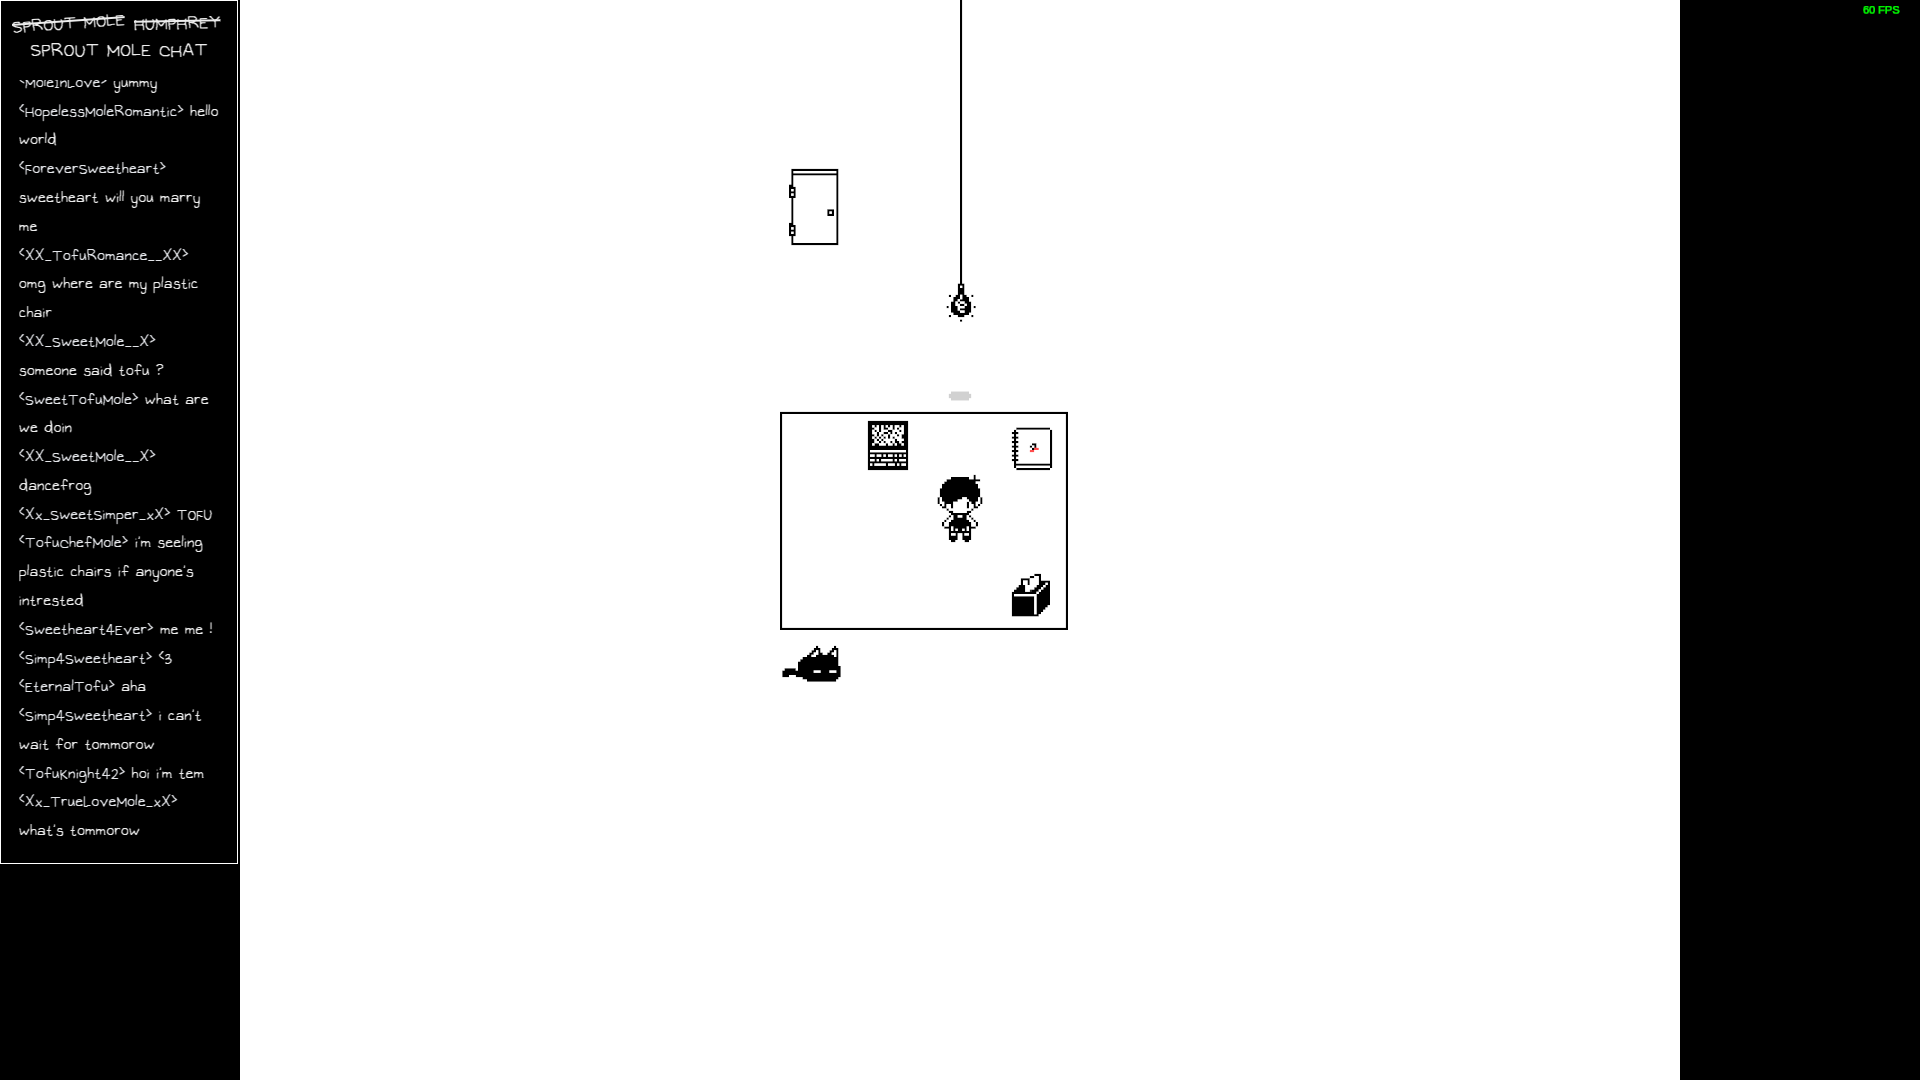 SPROUT MOLE HUMPHREY
SPROUT MOLE CHAT
<MoleInLove> yummy
<HopelessMoleRomantic> hello
world
<ForeverSweetheart>
sweetheart will you marry
me
<XX_TofuRomance__XX>
omg where are my plastic
chair
<XX_SweetMole__X>
someone said tofu ?
<SweetTofuMole> what are
we doin
<XX_SweetMole__X>
dancefrog
<Xx_SweetSimper_xX> TOFU
<TofuChefMole> i'm seeling
plastic chairs if anyone's
intrested
<Sweetheart4Ever> me me !
<Simp4Sweetheart> <3
<EternalTofu> aha
<Simp4Sweetheart> i can't
wait for tommorow
<TofuKnight42> hoi i'm tem
<Xx_TrueLoveMole_xX>
what's tommorow
60 FPS